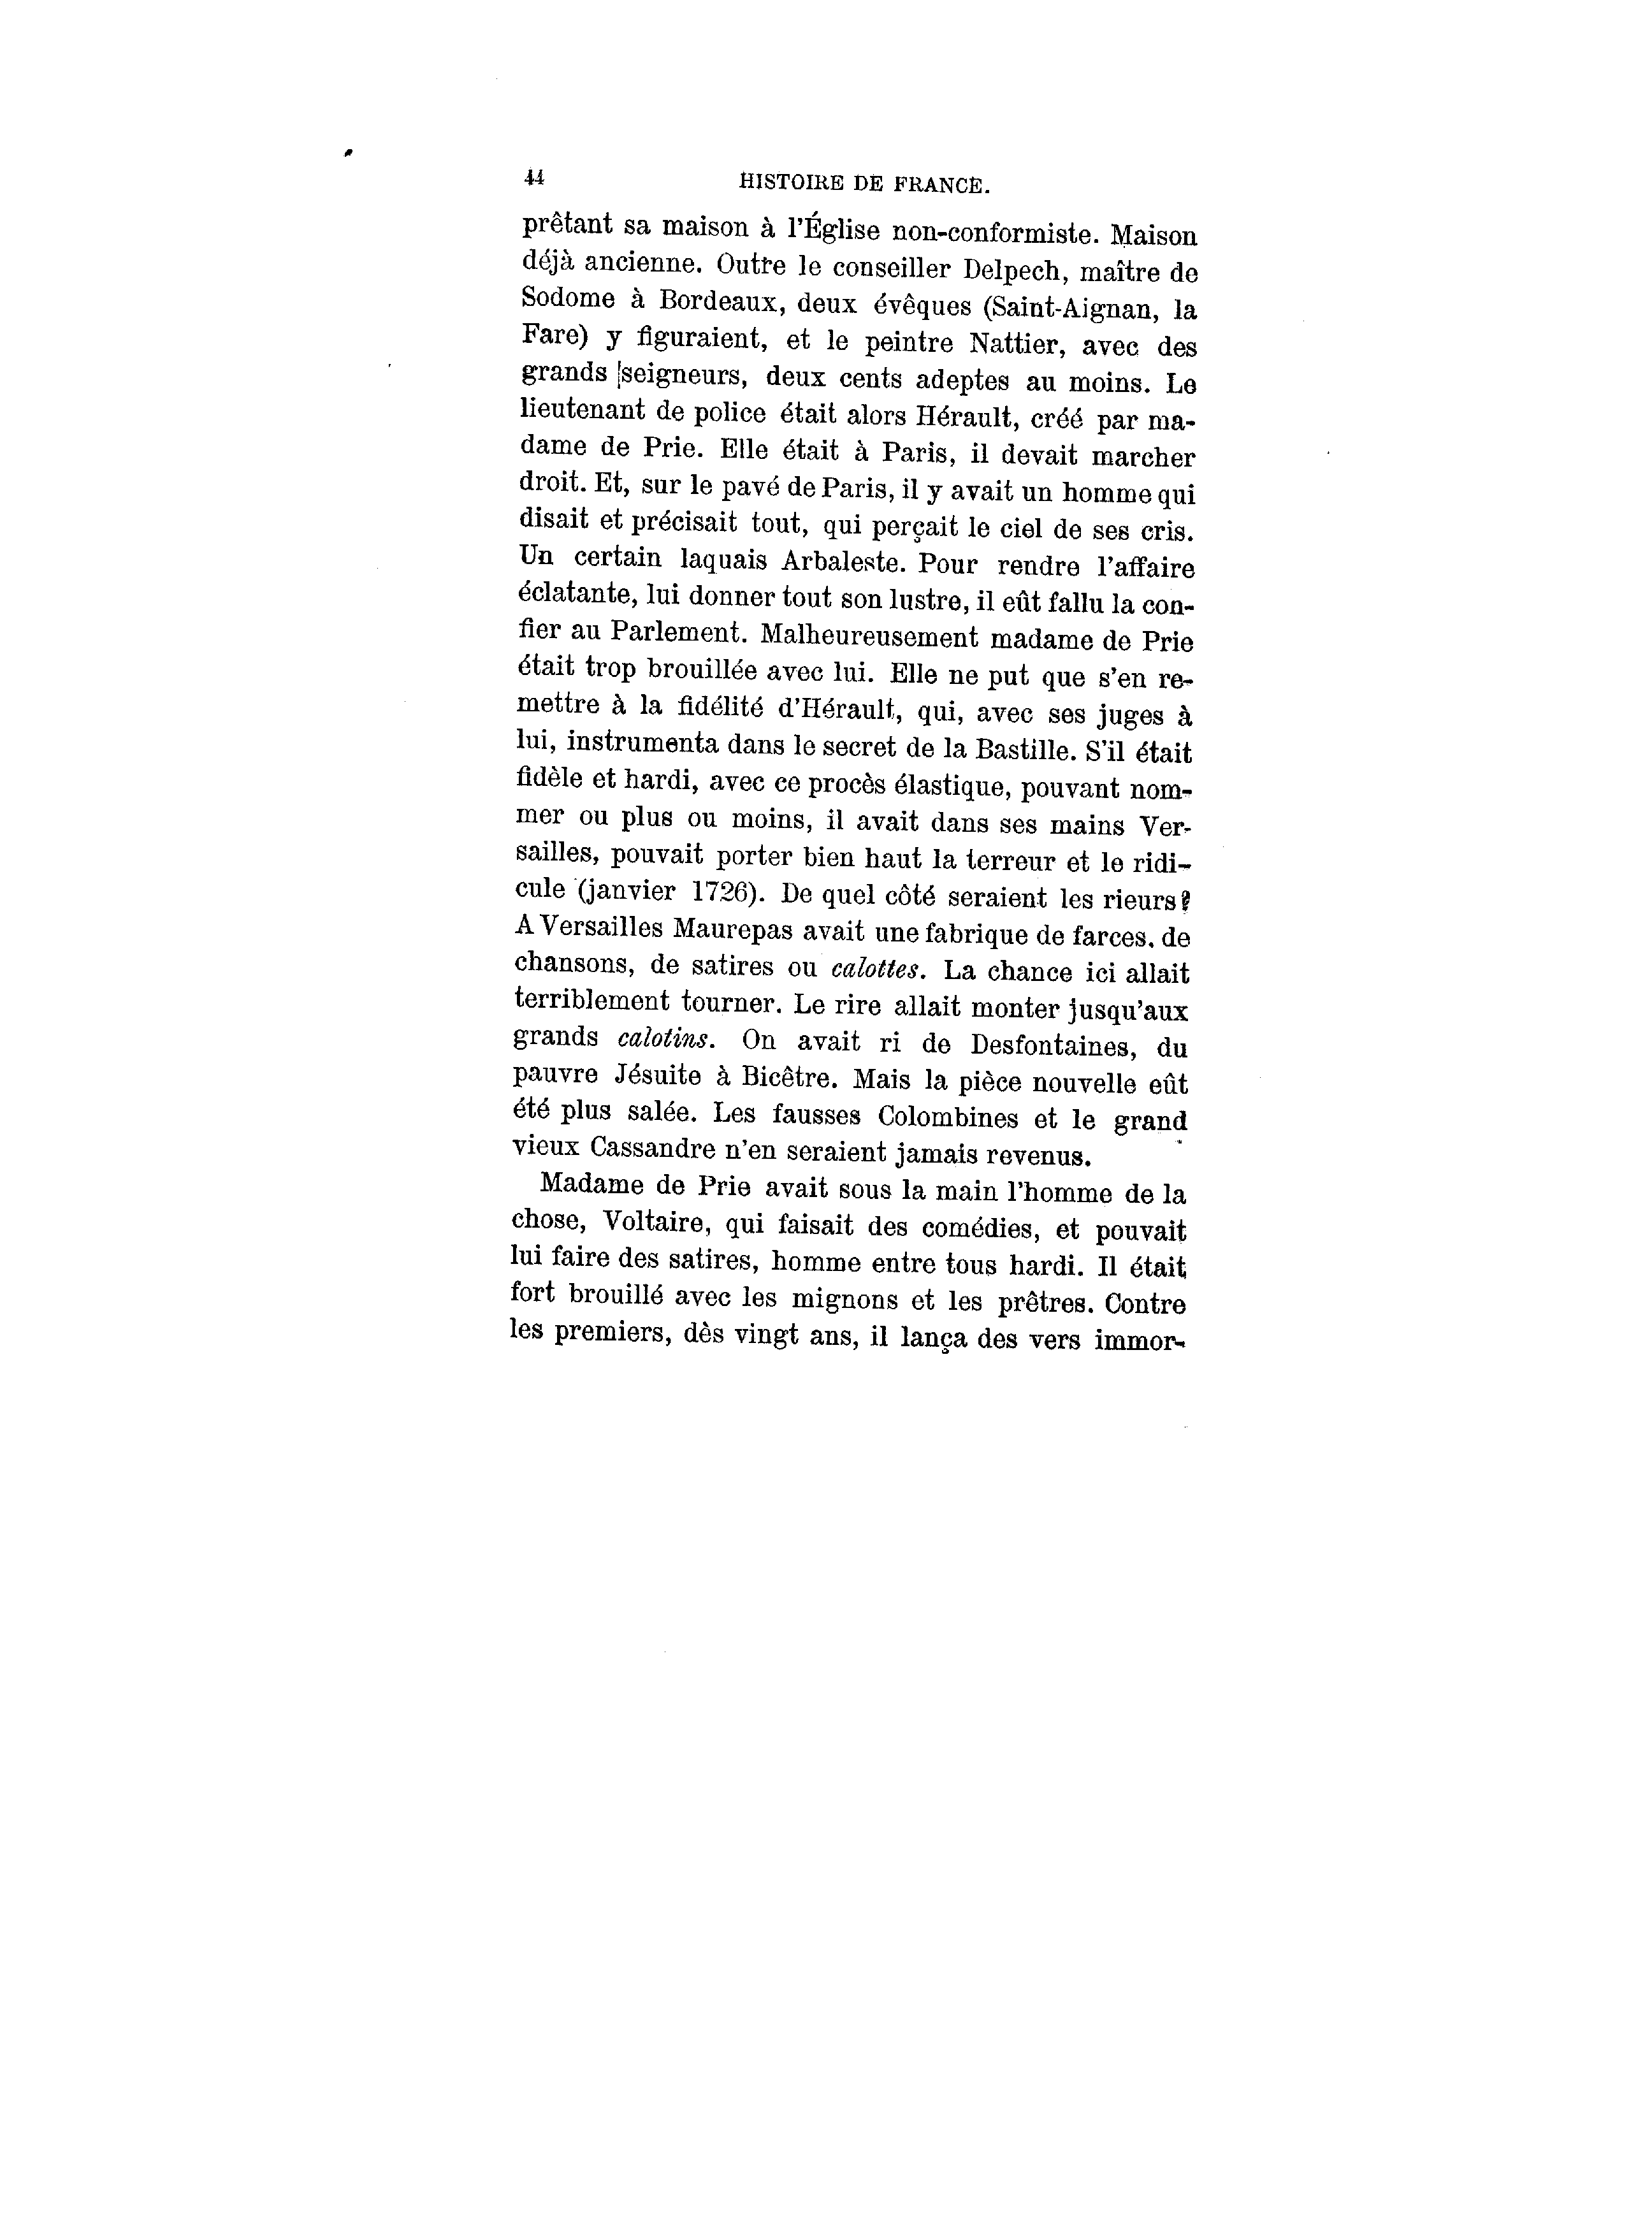 44 HISTOIRE DE FRANCE.
prêtant sa maison à l'Église non-conformiste. Maison
déjà ancienne. Outre le conseiller Delpech, maître de
Sodome à Bordeaux, deux évêques (Saint-Aignan, la
Fare) y figuraient, et le peintre Nattier, avec des
grands seigneurs, deux cents adeptes au moins. Le
lieutenant de police était alors Hérault, créé par ma-
dame de Prie. Elle était à Paris, il devait marcher
droit. Et, sur le pavé de Paris, il y avait un homme qui
disait et précisait tout, qui perçait le ciel de ses cris.
Un certain laquais Arbaleste. Pour rendre l'affaire
éclatante, lui donner tout son lustre, il eût fallu la con-
fier au Parlement. Malheureusement madame de Prie
était trop brouillée avec lui. Elle ne put que s'en re-
mettre à la fidélité d'Hérault, qui, avec ses juges à
lui, instrumenta dans le secret de la Bastille. S'il était
fidèle et hardi, avec ce procès élastique, pouvant nom-
mer ou plus ou moins, il avait dans ses mains Ver-
sailles, pouvait porter bien haut la terreur et le ridi-
cule (janvier 1726). De quel côté seraient les rieurs?
A Versailles Maurepas avait une fabrique de farces, de
chansons, de satires ou calottes. La chance ici allait
terriblement tourner. Le rire allait monter jusqu'aux
grands calotins. On avait ri de Desfontaines, du
pauvre Jésuite à Bicêtre. Mais la pièce nouvelle eût
été plus salée. Les fausses Colombines et le grand
vieux Cassandre n'en seraient jamais revenus.
Madame de Prie avait sous la main l'homme de la
chose, Voltaire, qui faisait des comédies, et pouvait
lui faire des satires, homme entre tous hardi. Il était
fort brouillé avec les mignons et les prêtres. Contre
les premiers, dès vingt ans, il lança des vers immor-